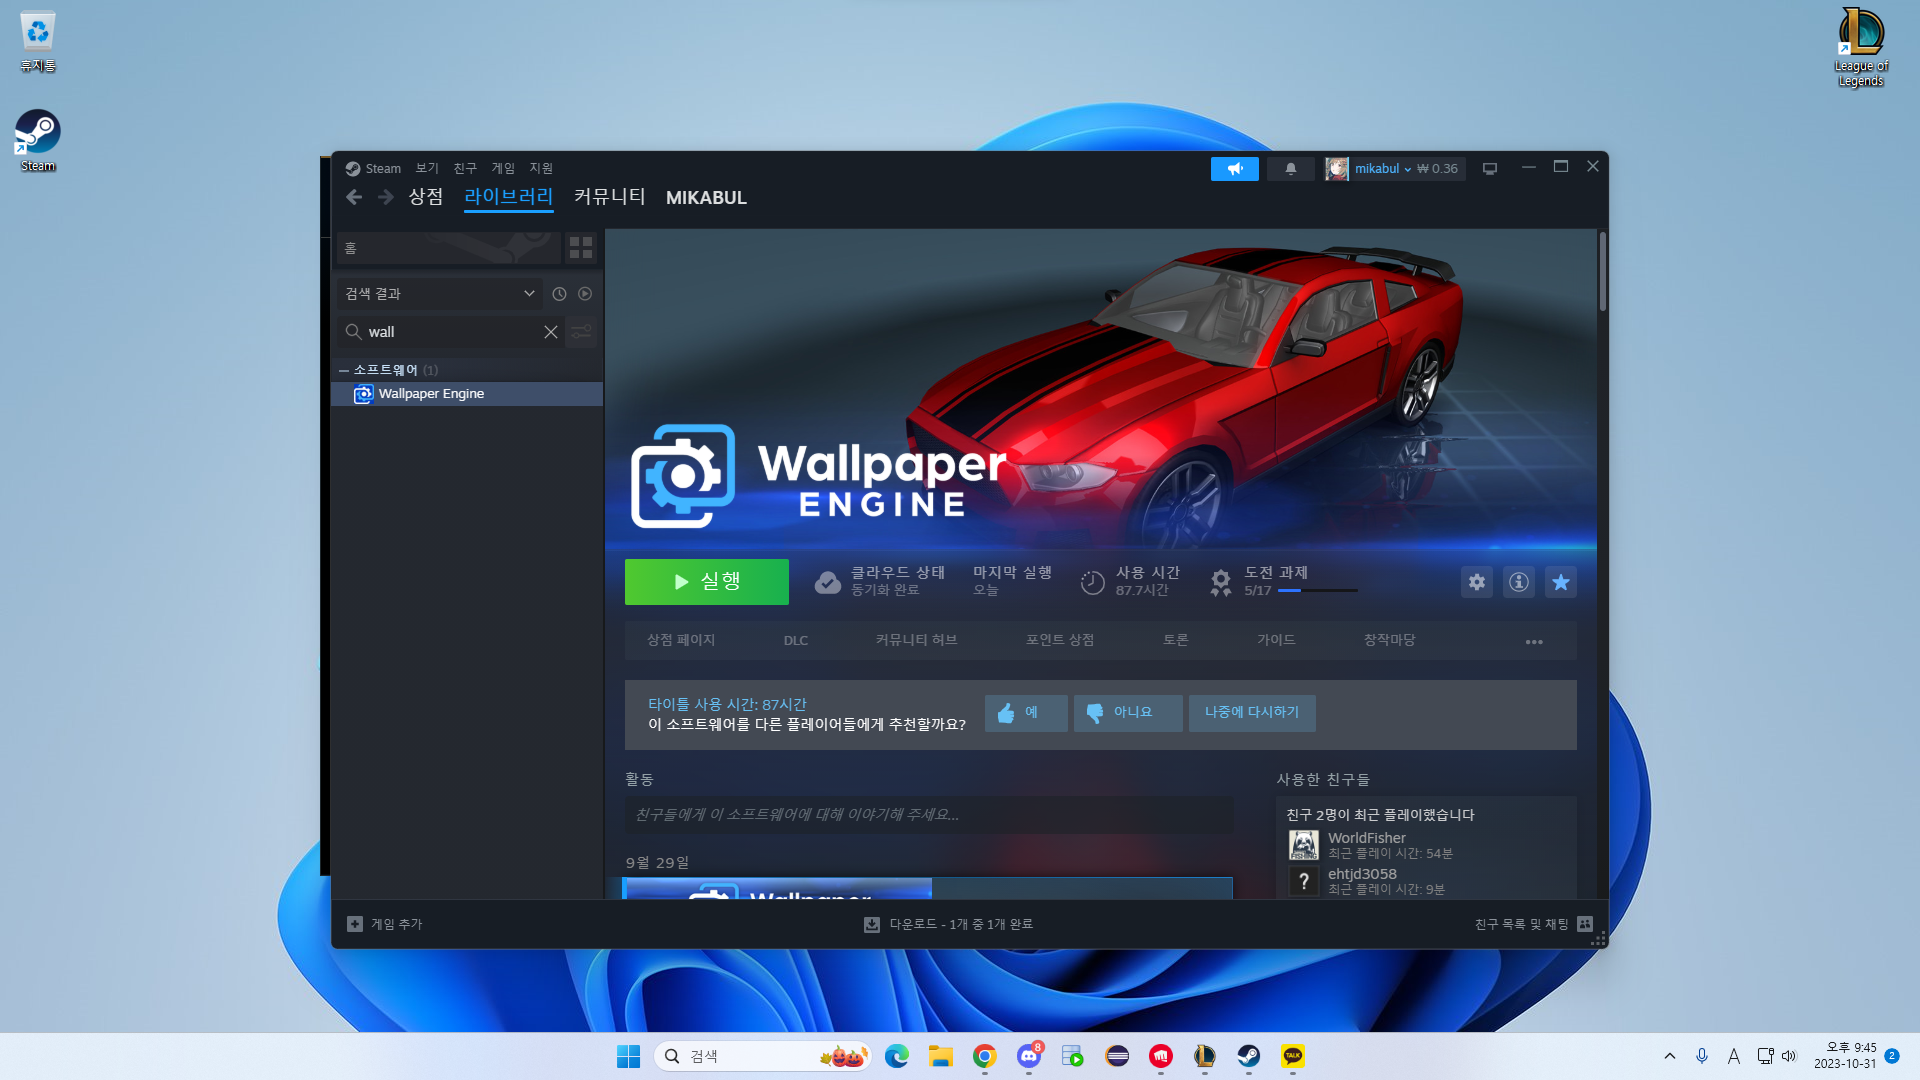 휴지통
Steam
League of
Legends
Steam 보기 친구 게임 지원
mikabul ₩ 0.36
상점 라이브러리 커뮤니티 MIKABUL
홈
검색 결과
wall
소프트웨어 (1)
Wallpaper Engine
Wallpaper
ENGINE
실행
클라우드 상태
동기화 완료
마지막 실행
오늘
사용 시간
87.7시간
도전 과제
5/17
상점 페이지 DLC 커뮤니티 허브 포인트 상점 토론 가이드 창작마당
타이틀 사용 시간: 87시간
이 소프트웨어를 다른 플레이어들에게 추천할까요?
예 아니요 나중에 다시하기
활동
친구들에게 이 소프트웨어에 대해 이야기해 주세요...
9월 29일
Wallpaper
사용한 친구들
친구 2명이 최근 플레이했습니다
WorldFisher
최근 플레이 시간: 54분
FISHING
ehtjd3058
최근 플레이 시간: 9분
?
게임 추가
다운로드 - 1개 중 1개 완료
친구 목록 및 채팅
검색
8
TALK
A
오후 9:45
2023-10-31
2